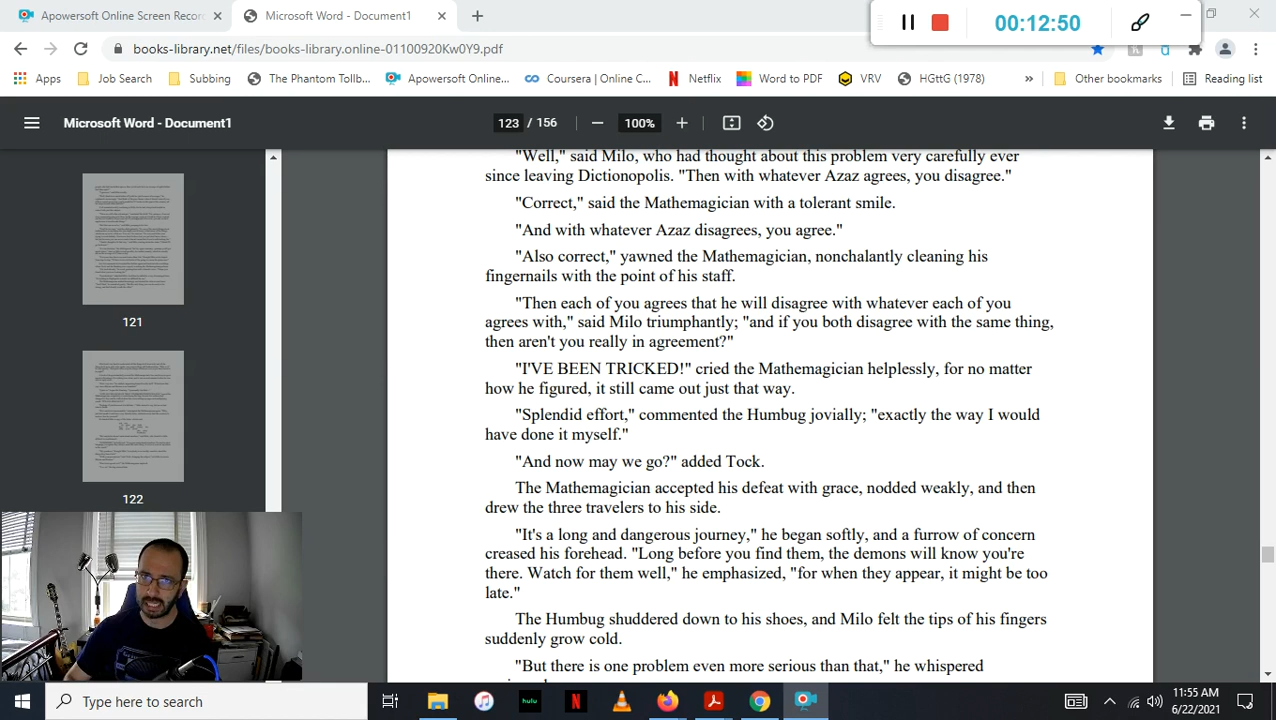 Apowersoft Online Screen Recor
Microsoft Word - Document1
00:12:50
books-library.net/files/books-library.online-01100920Kw0Y9.pdf
Apps
Job Search
Subbing
The Phantom Tollb...
Apowersoft Online...
Coursera | Online C...
Netflix
Word to PDF
VRV
HGttG (1978)
»
Other bookmarks
Reading list
Microsoft Word - Document1
123 / 156
100%
121
122
"Well," said Milo, who had thought about this problem very carefully ever
since leaving Dictionopolis. "Then with whatever Azaz agrees, you disagree."
"Correct," said the Mathemagician with a tolerant smile.
"And with whatever Azaz disagrees, you agree."
"Also correct," yawned the Mathemagician, nonchalantly cleaning his
fingernails with the point of his staff.
"Then each of you agrees that he will disagree with whatever each of you
agrees with," said Milo triumphantly; "and if you both disagree with the same thing,
then aren't you really in agreement?"
"I'VE BEEN TRICKED!" cried the Mathemagician helplessly, for no matter
how he figured, it still came out just that way.
"Splendid effort," commented the Humbug jovially; "exactly the way I would
have done it myself."
"And now may we go?" added Tock.
The Mathemagician accepted his defeat with grace, nodded weakly, and then
drew the three travelers to his side.
"It's a long and dangerous journey," he began softly, and a furrow of concern
creased his forehead. "Long before you find them, the demons will know you're
there. Watch for them well," he emphasized, "for when they appear, it might be too
late."
The Humbug shuddered down to his shoes, and Milo felt the tips of his fingers
suddenly grow cold.
"But there is one problem even more serious than that," he whispered
Type here to search
hulu
N
11:55 AM
6/22/2021